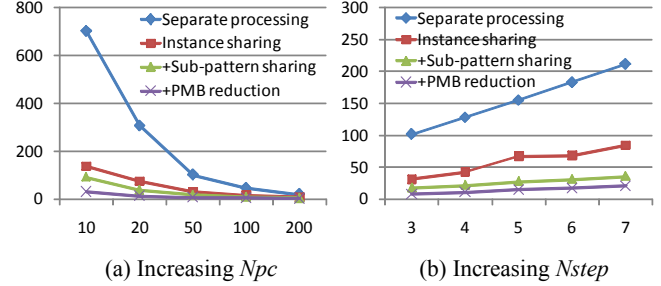 800
600
400
200
0
Separate processing
Instance sharing
+Sub-pattern sharing
+PMB reduction
10 20 50 100 200
(a) Increasing Npc
300
250
200
150
100
50
0
Separate processing
Instance sharing
+Sub-pattern sharing
+PMB reduction
3 4 5 6 7
(b) Increasing Nstep